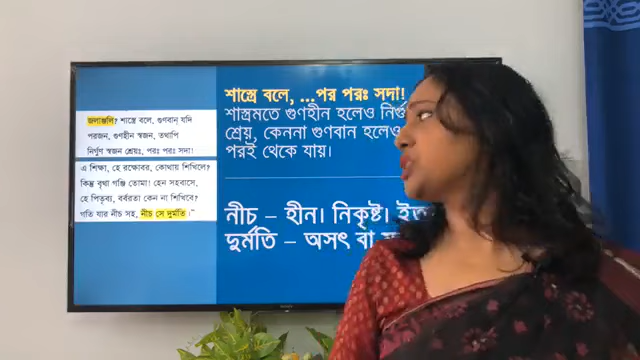 জলাঞ্জলি? শাস্ত্রে বলে, গুণবান্ যদি
পরজন, গুণহীন স্বজন, তথাপি
নির্গুণ স্বজন শ্রেয়ঃ, পরঃ পরঃ সদা!
এ শিক্ষা, হে রক্ষোবর, কোথায় শিখিলে?
কিন্তু বৃথা গঞ্জি তোমা! হেন সহবাসে,
হে পিতৃব্য, বর্বরতা কেন না শিখিবে?
গতি যার নীচ সহ, নীচ সে দুর্মতি।"
শাস্ত্রে বলে, ...পর পরঃ সদা!
শাস্ত্রমতে গুণহীন হলেও
শ্রেয়, কেননা গুণবান হলেও
পরই থেকে যায়।
নীচ – হীন। নিকৃষ্ট।
দুর্মতি – অসৎ বা